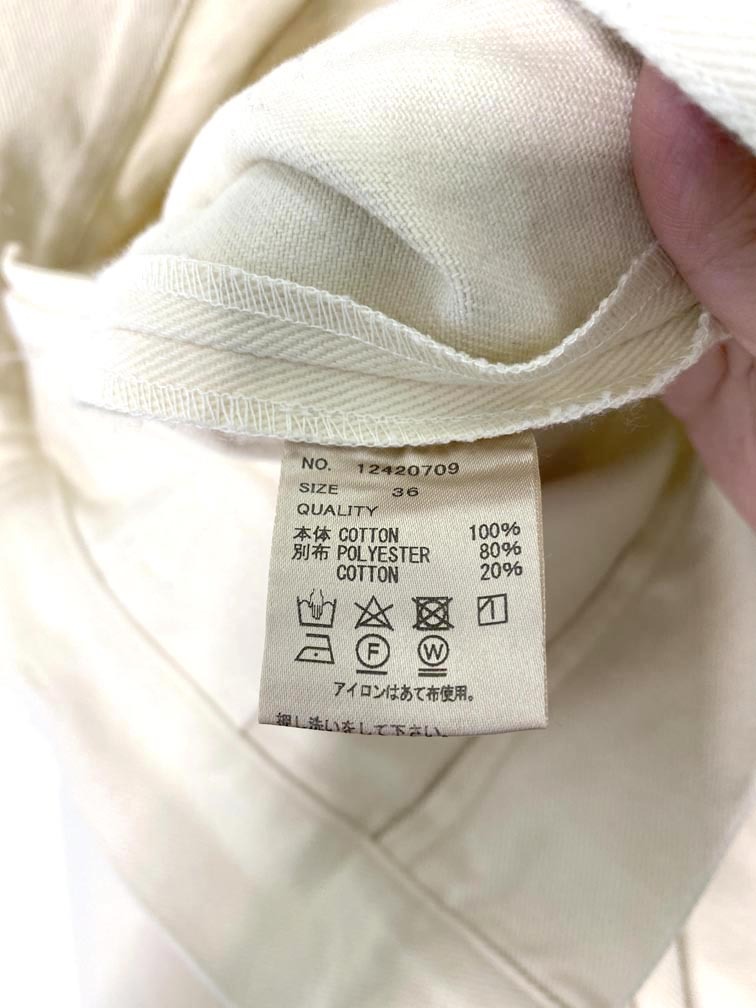 NO. 12420709
SIZE 36
QUALITY
本体 COTTON 100%
別布 POLYESTER 80%
COTTON 20%
F W
アイロンはあて布使用。
押し洗いをして下さい。